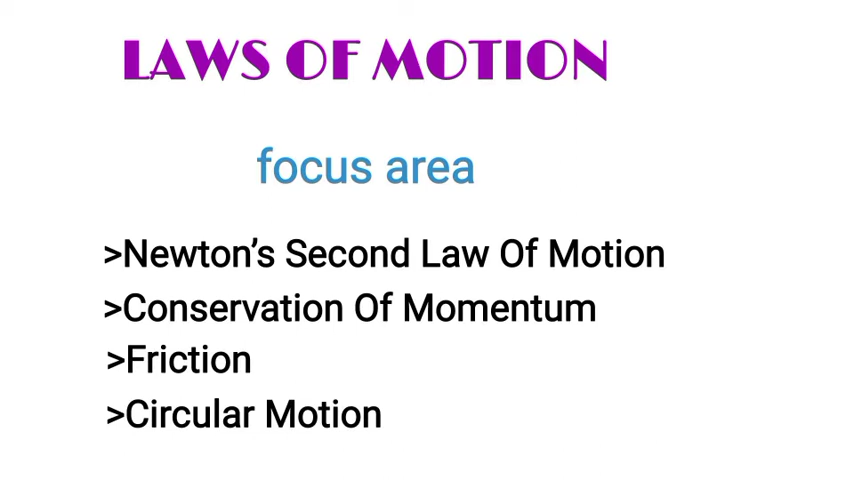 LAWS OF MOTION
focus area
>Newton’s Second Law Of Motion
>Conservation Of Momentum
>Friction
>Circular Motion